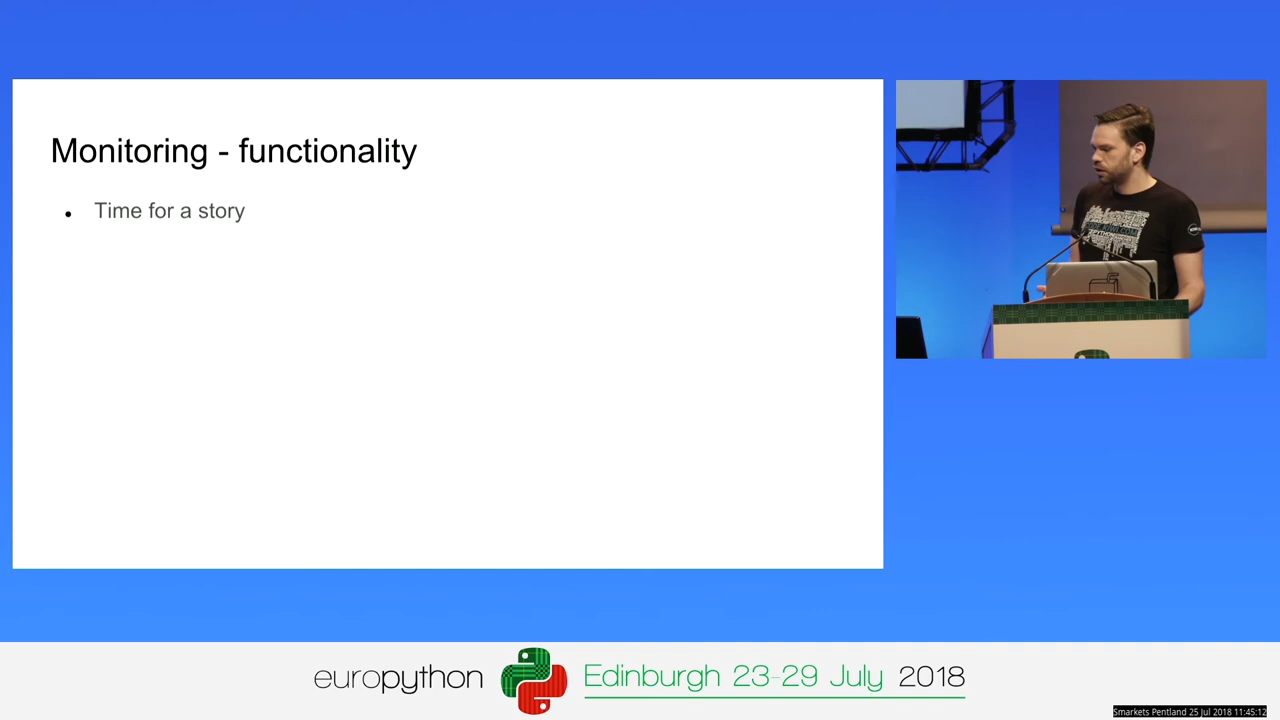 Monitoring - functionality
• Time for a story
europython
Edinburgh 23-29 July 2018
Smarkets Pentland 25 Jul 2018 11:45:12